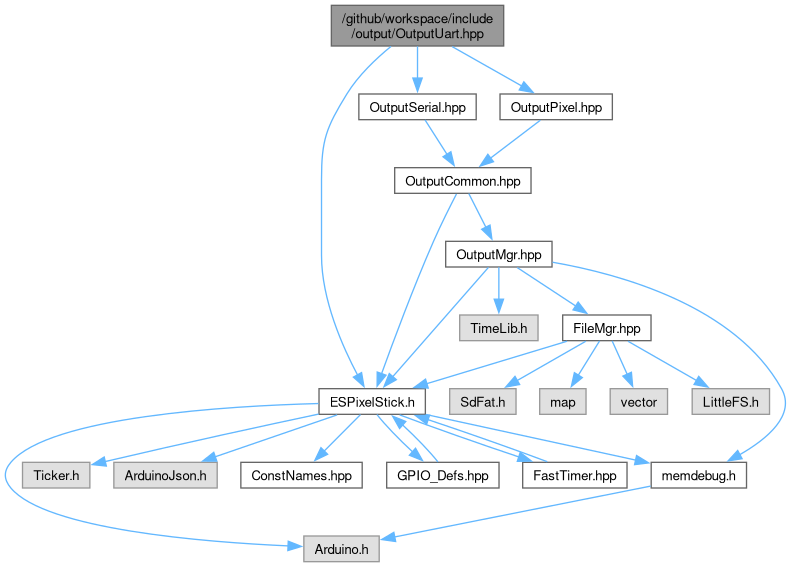 /github/workspace/include
/output/OutputUart.hpp
OutputSerial.hpp
OutputPixel.hpp
OutputCommon.hpp
OutputMgr.hpp
TimeLib.h
FileMgr.hpp
ESPixelStick.h
SdFat.h
map
vector
LittleFS.h
Ticker.h
ArduinoJson.h
ConstNames.hpp
GPIO_Defs.hpp
FastTimer.hpp
memdebug.h
Arduino.h